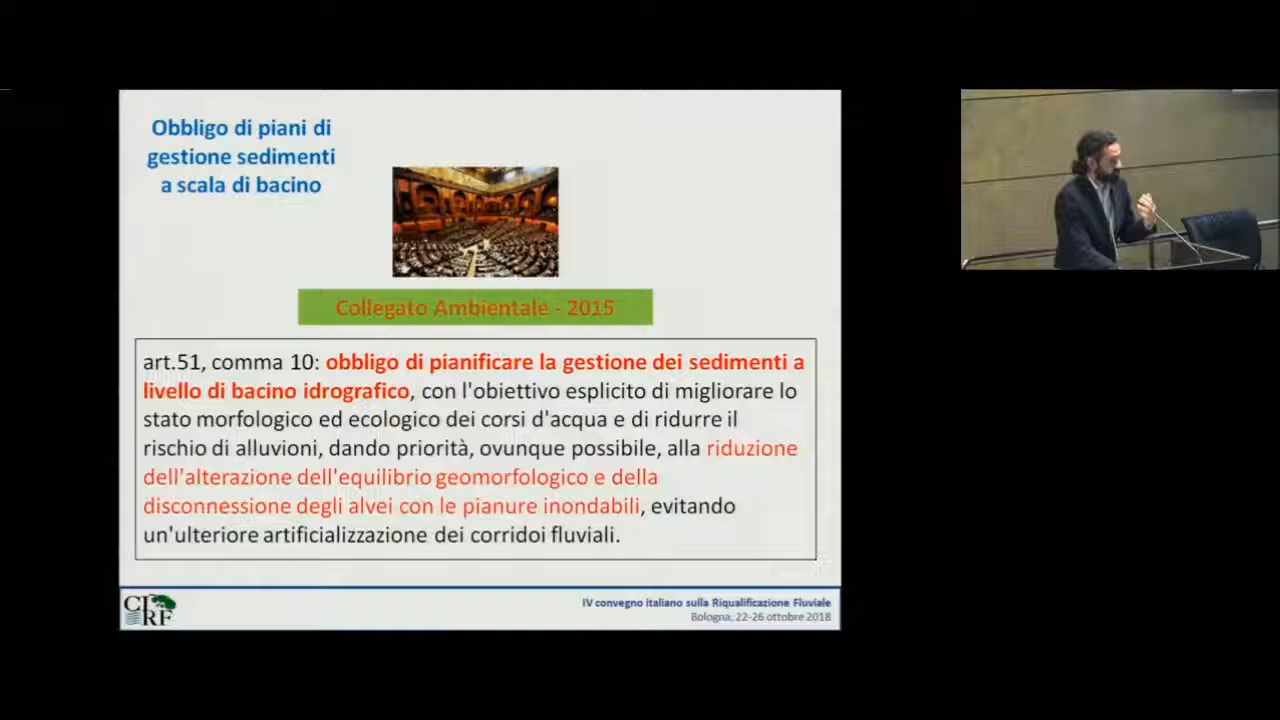 Obbligo di piani di
gestione sedimenti
a scala di bacino
Collegato Ambientale - 2015
art.51, comma 10: obbligo di pianificare la gestione dei sedimenti a
livello di bacino idrografico, con l'obiettivo esplicito di migliorare lo
stato morfologico ed ecologico dei corsi d'acqua e di ridurre il
rischio di alluvioni, dando priorità, ovunque possibile, alla riduzione
dell'alterazione dell'equilibrio geomorfologico e della
disconnessione degli alvei con le pianure inondabili, evitando
un'ulteriore artificializzazione dei corridoi fluviali.
CIRF
IV convegno italiano sulla Riqualificazione Fluviale
Bologna, 22-26 ottobre 2018